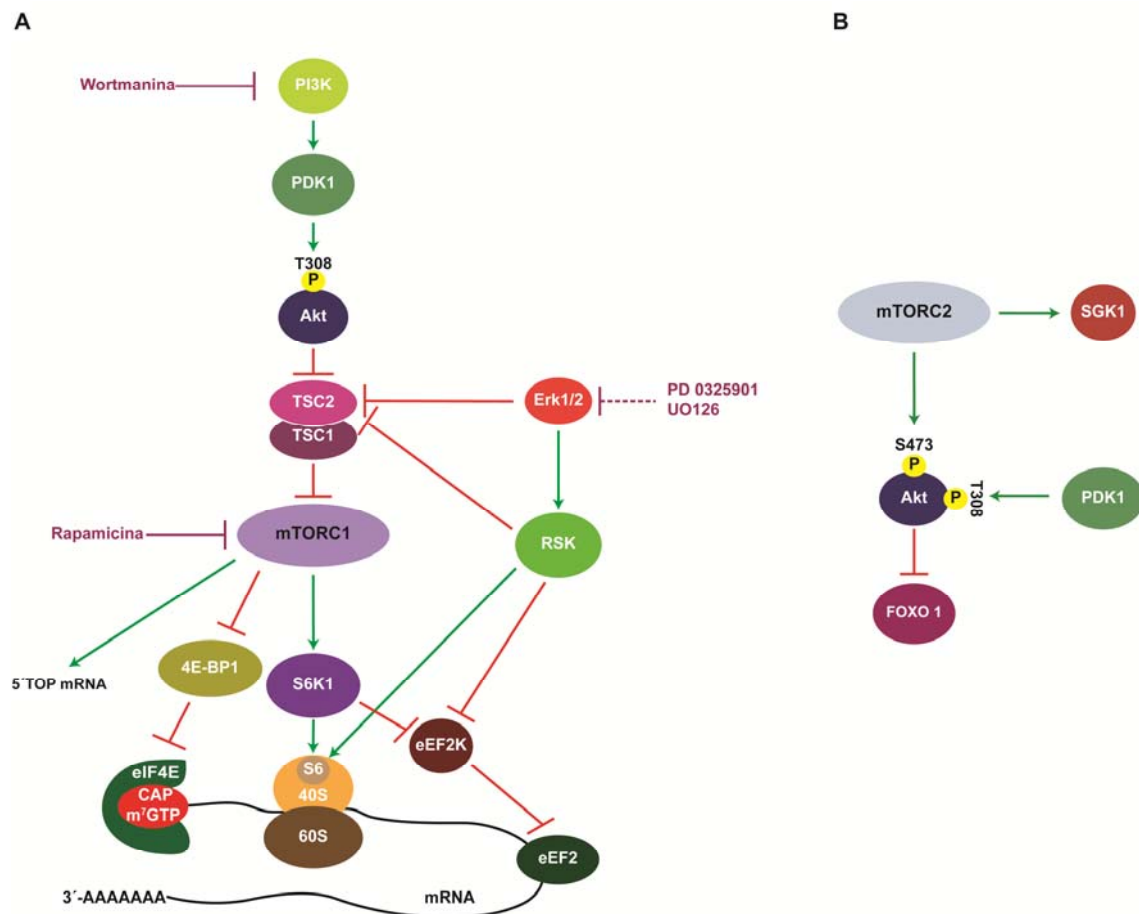 A
Wortmanina
PI3K
PDK1
T308
P
Akt
TSC2
TSC1
Erk1/2
PD 0325901
UO126
Rapamicina
mTORC1
RSK
5´TOP mRNA
4E-BP1
S6K1
eEF2K
eIF4E
CAP
m⁷GTP
S6
40S
60S
eEF2
3´-AAAAAAA
mRNA
B
mTORC2
SGK1
S473
P
Akt
P
T308
PDK1
FOXO 1